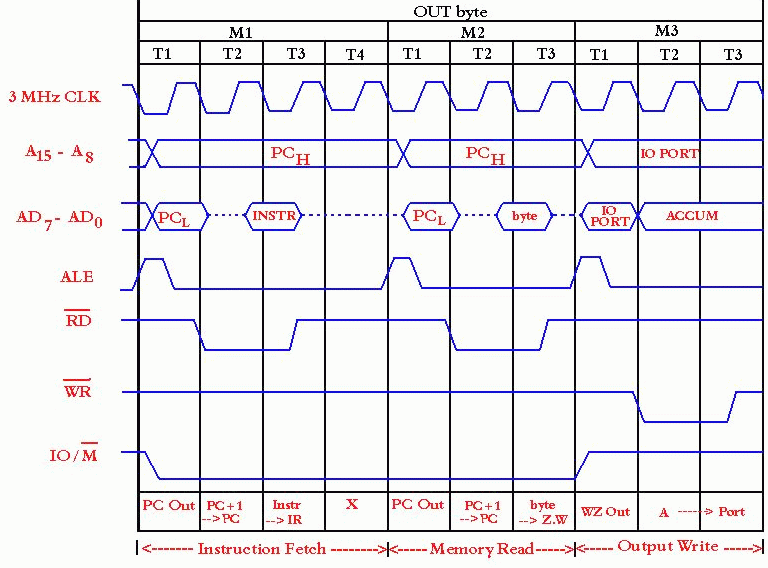 OUT byte
M1 M2 M3
T1 T2 T3 T4 T1 T2 T3 T1 T2 T3
3 MHz CLK
A15 - A8 PCH PCH IO PORT
AD7 - AD0 PCL INSTR PCL byte IO PORT ACCUM
ALE
RD
WR
IO/M
PC Out PC+1 -->PC Instr --> IR X PC Out PC+1 -->PC byte --> Z.W WZ Out A -----> Port
<------- Instruction Fetch --------> <----- Memory Read ----> <----- Output Write ----->